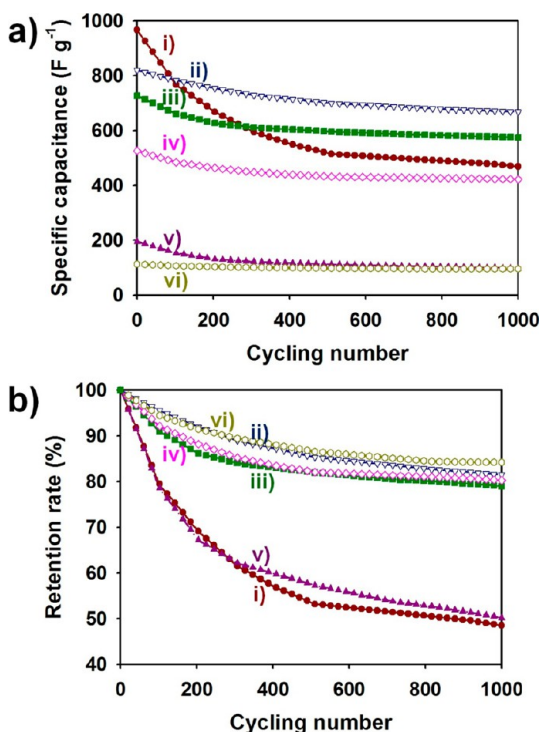 a)
Specific capacitance (F g⁻¹)
1000
800
600
400
200
0
i)
ii)
iii)
iv)
v)
vi)
0 200 400 600 800 1000
Cycling number
b)
Retention rate (%)
100
90
80
70
60
50
40
vi)
ii)
iv)
iii)
v)
i)
0 200 400 600 800 1000
Cycling number